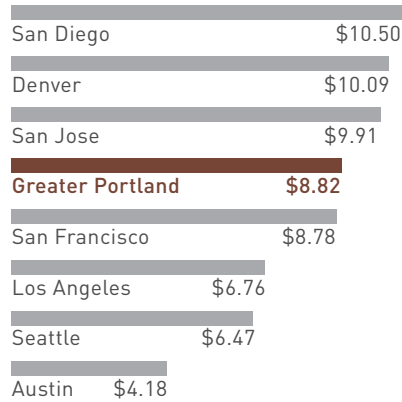 San Diego $10.50
Denver $10.09
San Jose $9.91
Greater Portland $8.82
San Francisco $8.78
Los Angeles $6.76
Seattle $6.47
Austin $4.18